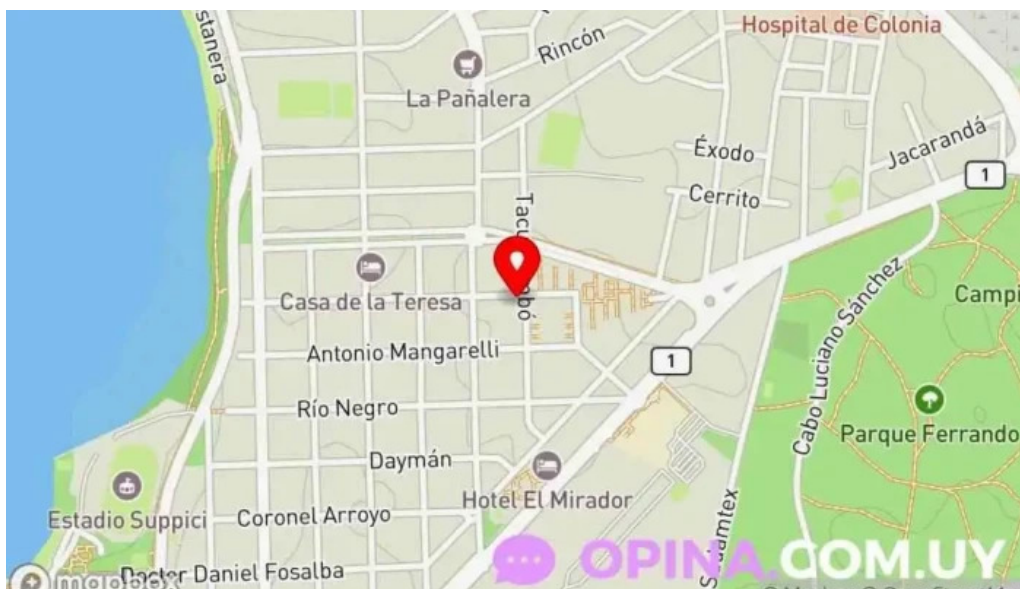 stanera
Hospital de Colonia
Rincón
La Pañalera
Éxodo
Jacarandá
1
Cerrito
Casa de la Teresa
Cabo Luciano Sánchez
Campi
Antonio Mangarelli
1
Río Negro
Parque Ferrando
Daymán
Hotel El Mirador
Estadio Suppici
Coronel Arroyo
OPINA.COM.UY
Doctor Daniel Fosalba
mapbox